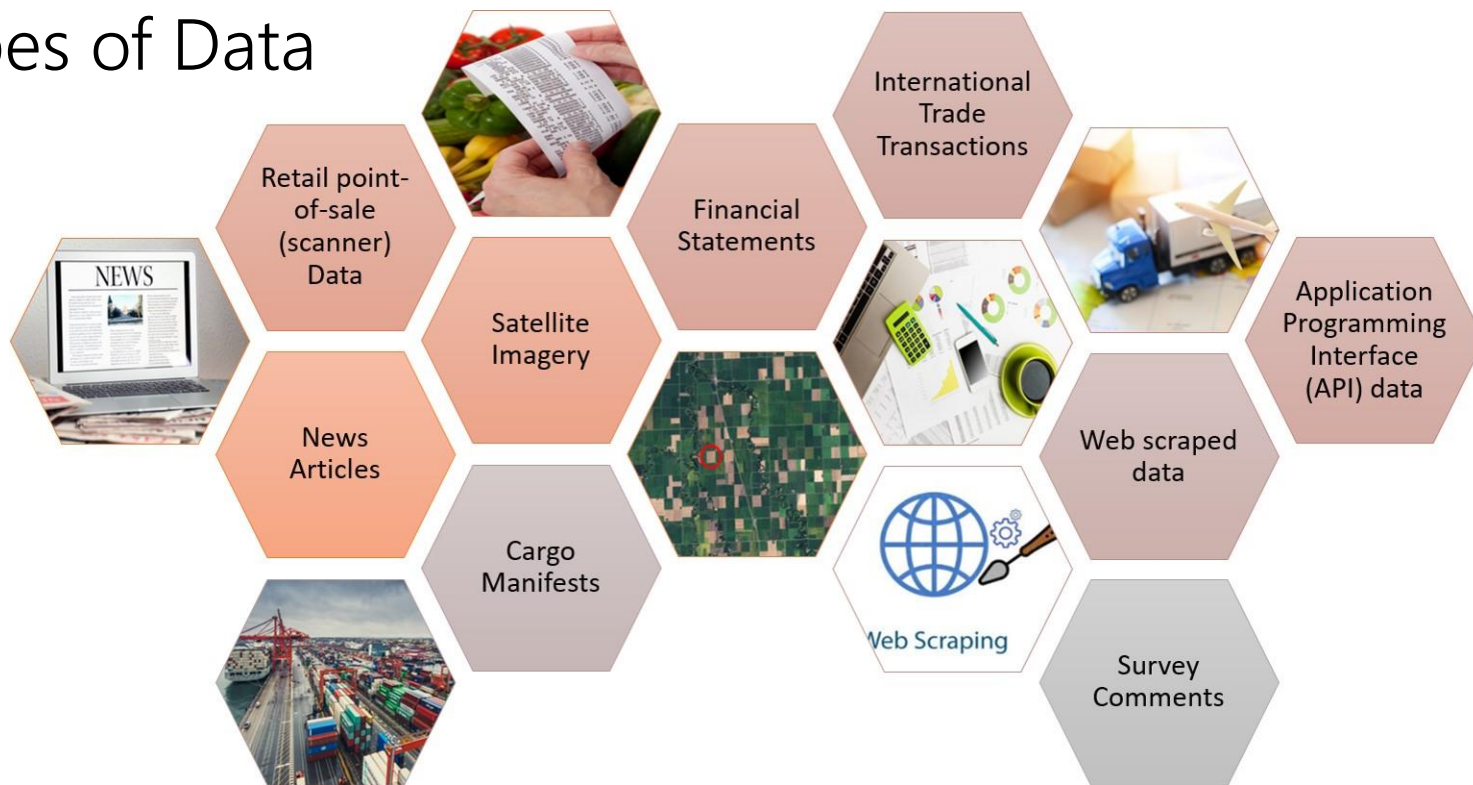 pes of Data
International
Trade
Transactions
Retail point-
of-sale
(scanner)
Data
Financial
Statements
NEWS
Application
Programming
Interface
(API) data
Satellite
Imagery
News
Articles
Web scraped
data
Cargo
Manifests
Web Scraping
Survey
Comments